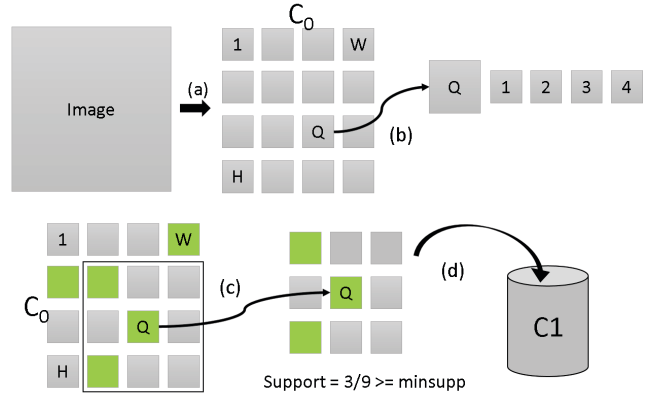 C0
1
W
Image
(a)
Q
1
2
3
4
Q
(b)
H
1
W
(c)
(d)
C0
Q
Q
C1
H
Support = 3/9 >= minsupp